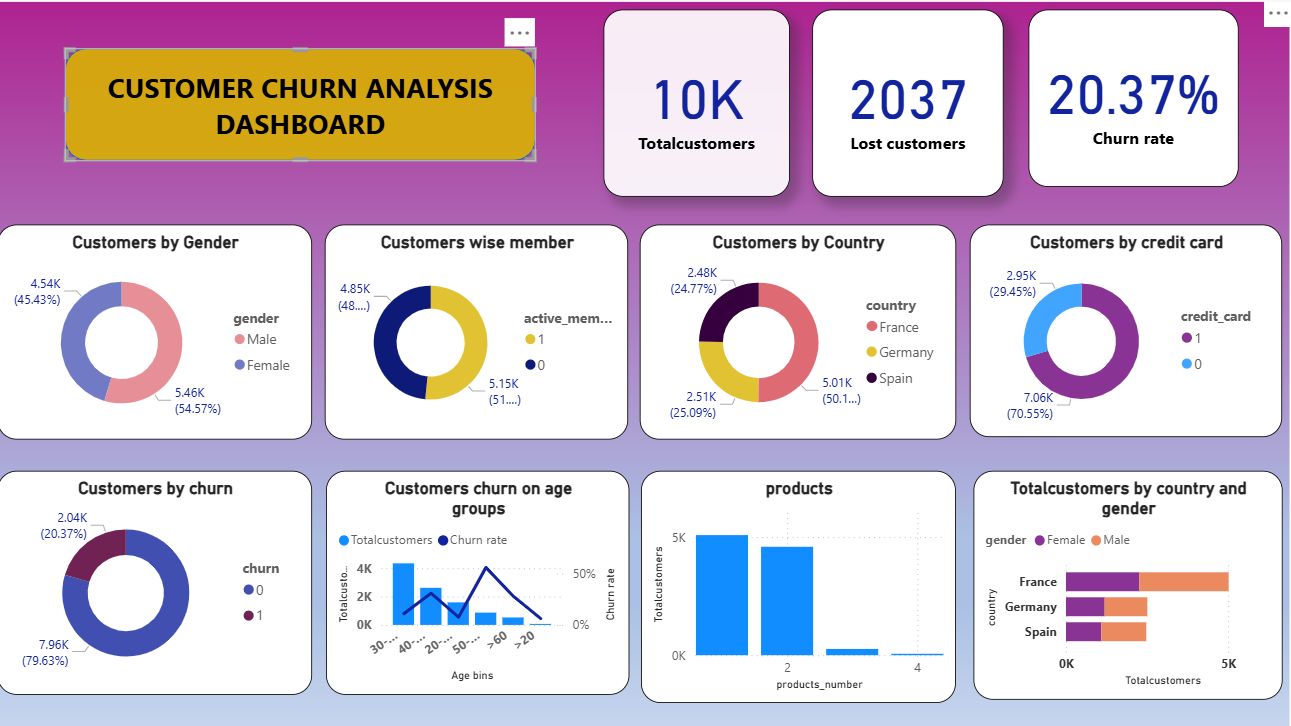 CUSTOMER CHURN ANALYSIS
DASHBOARD
10K
Totalcustomers
2037
Lost customers
20.37%
Churn rate
Customers by Gender
4.54K
(45.43%)
5.46K
(54.57%)
gender
Male
Female
Customers wise member
4.85K
(48....)
5.15K
(51....)
active_mem...
1
0
Customers by Country
2.48K
(24.77%)
2.51K
(25.09%)
5.01K
(50.1...)
country
France
Germany
Spain
Customers by credit card
2.95K
(29.45%)
7.06K
(70.55%)
credit_card
1
0
Customers by churn
2.04K
(20.37%)
7.96K
(79.63%)
churn
0
1
Customers churn on age
groups
Totalcustomers Churn rate
Totalcusto...
4K
2K
0K
50%
0%
Churn rate
30-... 40-... 20-... 50-... >60 >20
Age bins
products
Totalcustomers
5K
0K
2 4
products_number
Totalcustomers by country and
gender
gender Female Male
country
France
Germany
Spain
0K 5K
Totalcustomers